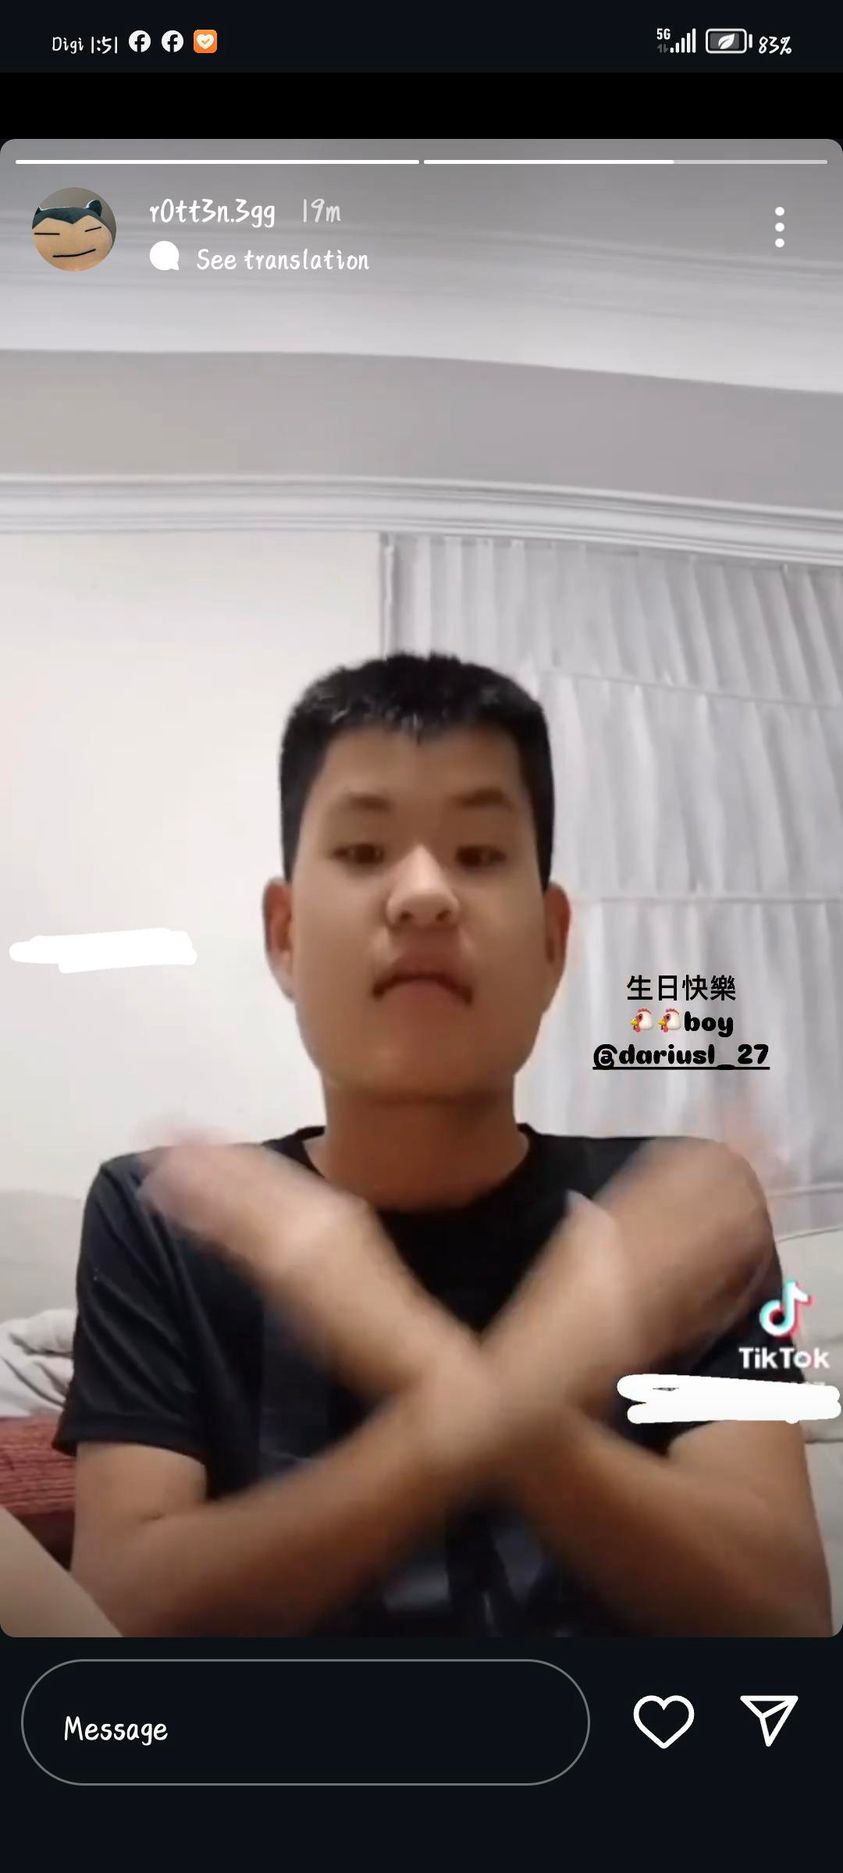 Digi 1:51
5G
83%
r0tt3n.3gg 19m
See translation
生日快樂
🐔🐔boy
@dariusl_27
TikTok
Message